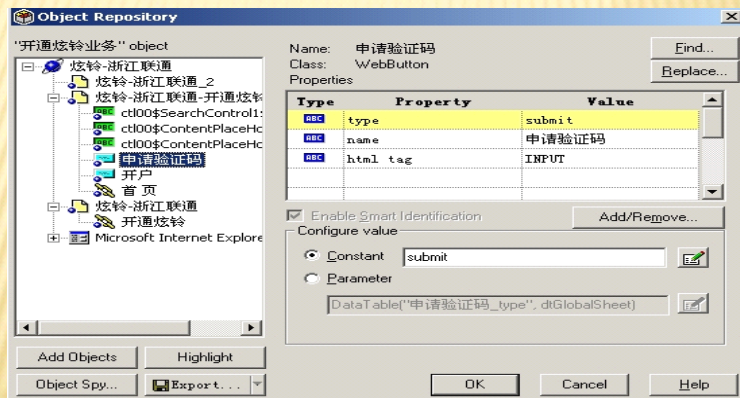 Object Repository
"开通炫铃业务" object
炫铃-浙江联通
炫铃-浙江联通_2
炫铃-浙江联通-开通炫铃
ctl00$SearchControl1:
ctl00$ContentPlaceHo
ctl00$ContentPlaceHo
申请验证码
开户
首 页
炫铃-浙江联通
开通炫铃
Microsoft Internet Explore
Add Objects
Highlight
Object Spy...
Export...
Name: 申请验证码
Class: WebButton
Find...
Replace...
Properties
Type Property Value
ABC type submit
ABC name 申请验证码
ABC html tag INPUT
Enable Smart Identification
Add/Remove...
Configure value
Constant submit
Parameter
DataTable("申请验证码_type", dtGlobalSheet)
OK
Cancel
Help